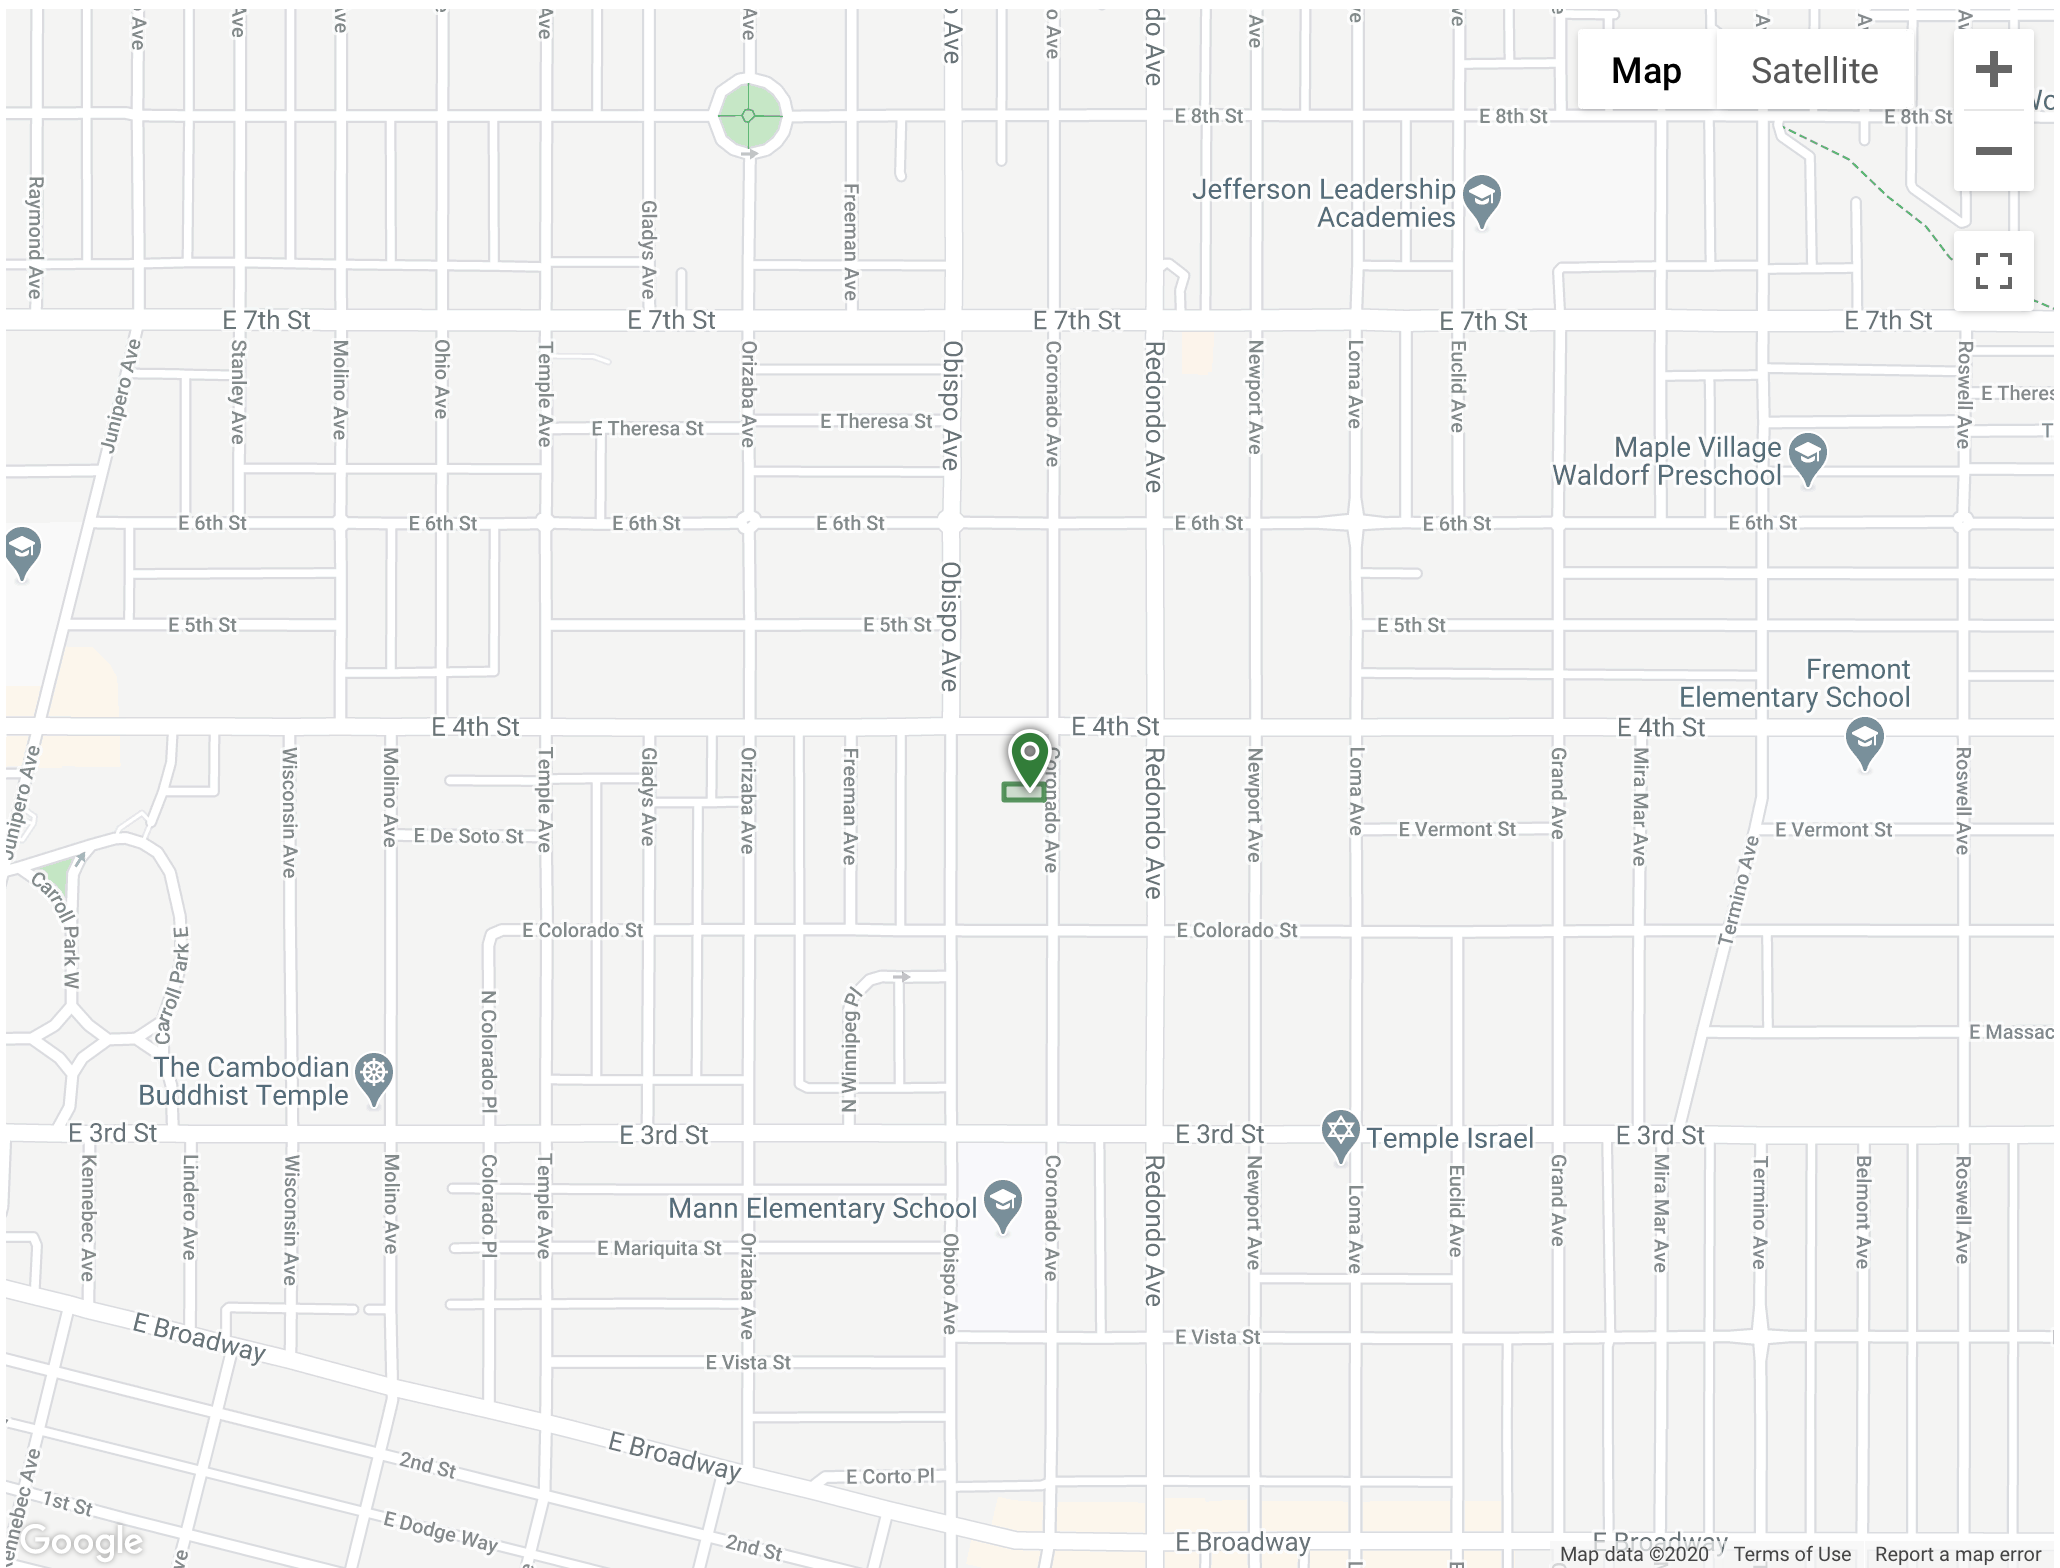 Ave
Ave
Ave
Ave
Ave
Ave
Ave
Ave
Ave
Map
Satellite
E 8th St
E 8th St
E 8th St
Raymond Ave
Gladys Ave
Freeman Ave
Jefferson Leadership
Academies
E 7th St
E 7th St
E 7th St
E 7th St
E 7th St
Junipero Ave
Stanley Ave
Molino Ave
Ohio Ave
Temple Ave
Orizaba Ave
Obispo Ave
Coronado Ave
Redondo Ave
Newport Ave
Loma Ave
Euclid Ave
Roswell Ave
E Theresa St
E Theresa St
Maple Village
Waldorf Preschool
E 6th St
E 6th St
E 6th St
E 6th St
E 6th St
E 6th St
E 6th St
Obispo Ave
E 5th St
E 5th St
E 5th St
Fremont
Elementary School
E 4th St
E 4th St
E 4th St
Juniperо Ave
Wisconsin Ave
Molino Ave
Temple Ave
Gladys Ave
Orizaba Ave
Freeman Ave
Coronado Ave
Redondo Ave
Newport Ave
Loma Ave
Grand Ave
Mira Mar Ave
Roswell Ave
E De Soto St
E Vermont St
E Vermont St
Termino Ave
Carroll Park W
Carroll Park E
E Colorado St
E Colorado St
N Colorado Pl
N Winnipeg Pl
E Massac
The Cambodian
Buddhist Temple
E 3rd St
E 3rd St
E 3rd St
Temple Israel
E 3rd St
Kennebec Ave
Lindero Ave
Wisconsin Ave
Molino Ave
Colorado Pl
Temple Ave
Mann Elementary School
Coronado Ave
Redondo Ave
Newport Ave
Loma Ave
Euclid Ave
Grand Ave
Mira Mar Ave
Termino Ave
Belmont Ave
Roswell Ave
E Mariquita St
Orizaba Ave
Obispo Ave
E Broadway
E Vista St
E Vista St
E Broadway
2nd St
E Corto Pl
1st St
E Dodge Way
2nd St
E Broadway
E Broadway
Google
Map data ©2020
Terms of Use
Report a map error